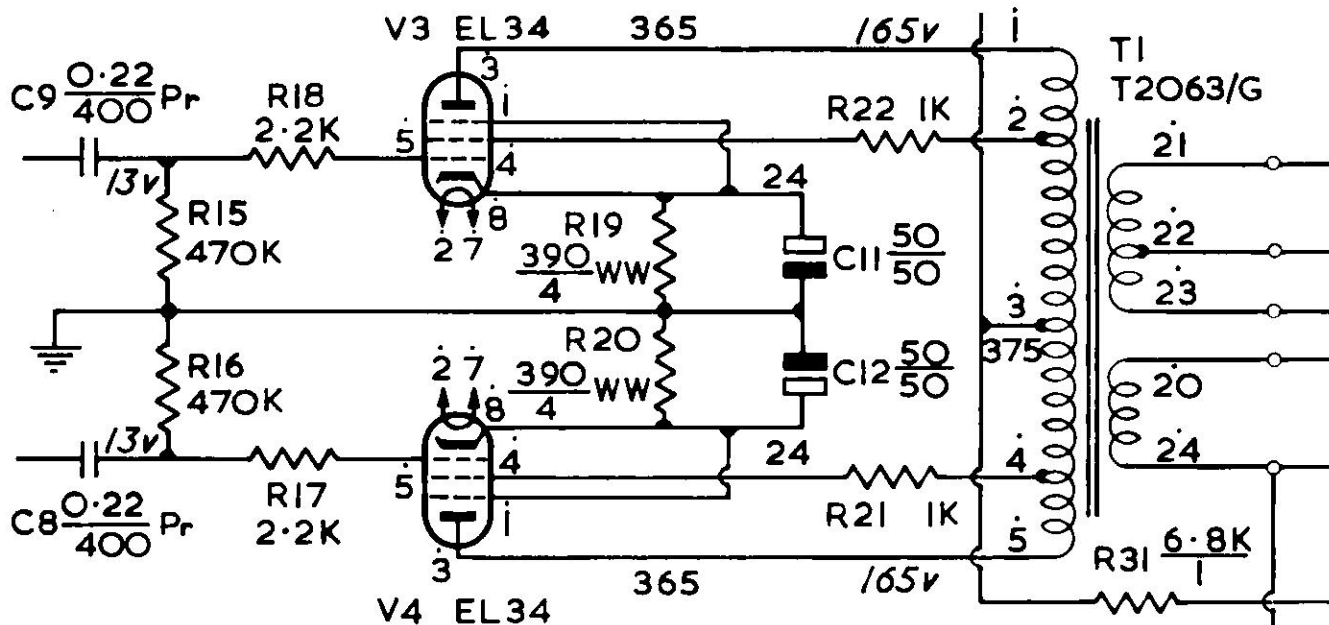 V3 EL34
365
165v
1
T1
T2063/G
C9 0·22/400 Pr
R18
2·2K
3
1
R22 1K
2
5
4
21
13v
24
R15
470K
8
2 7
R19
390/4 WW
C11 50/50
22
23
3
375
R16
470K
2 7
R20
390/4 WW
C12 50/50
20
8
24
13v
4
24
4
C8 0·22/400 Pr
R17
2·2K
5
1
R21 1K
5
3
365
165v
R31 6·8K/1
V4 EL34